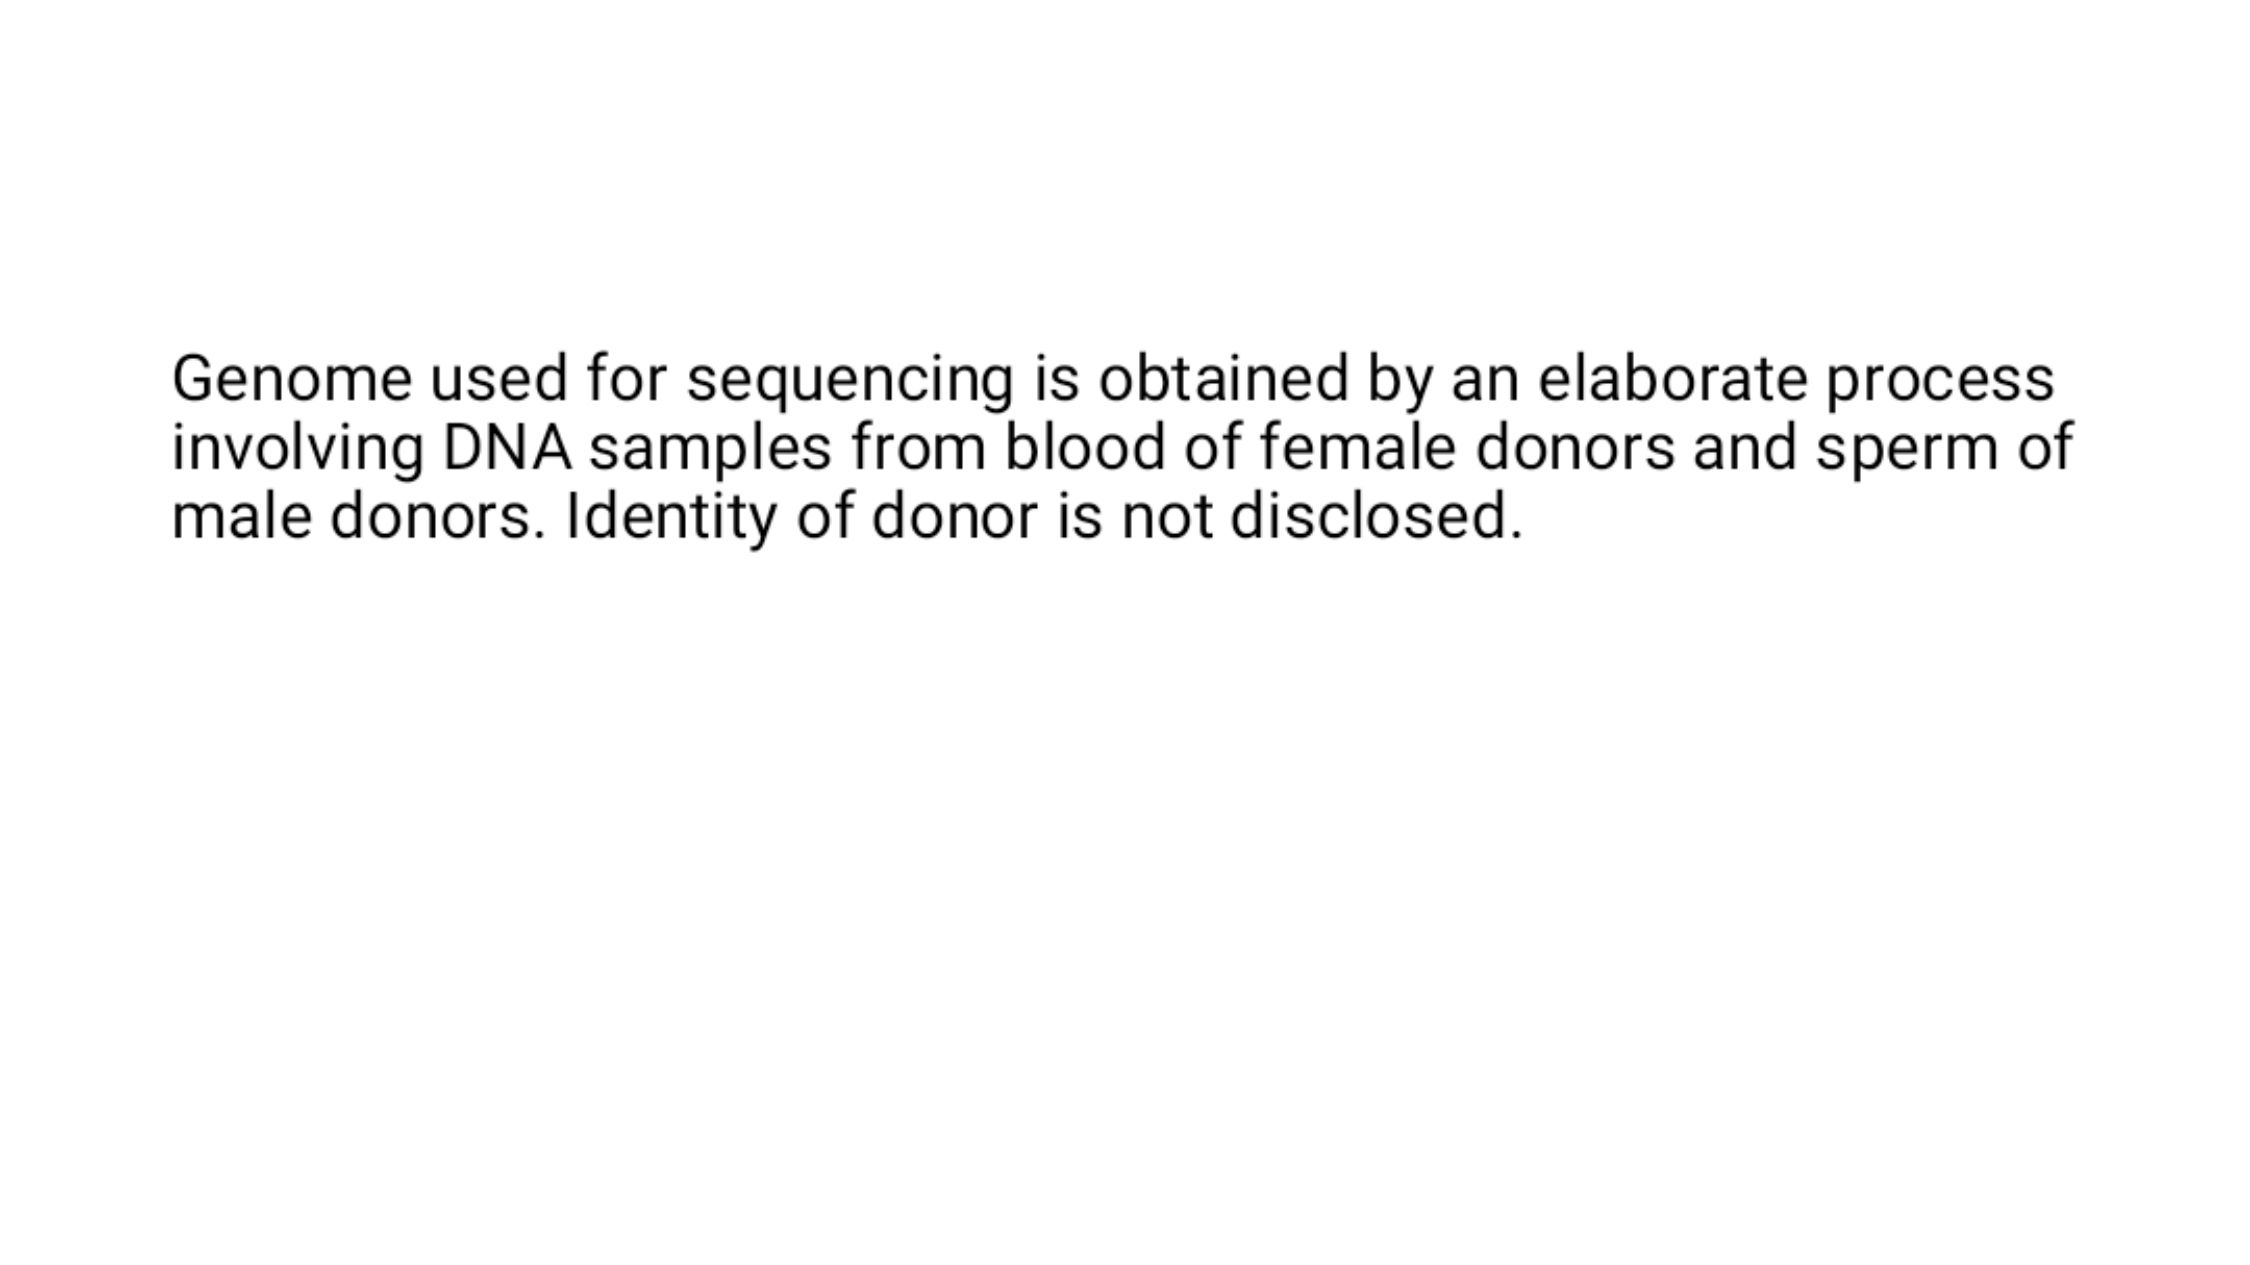 Genome used for sequencing is obtained by an elaborate process
involving DNA samples from blood of female donors and sperm of
male donors. Identity of donor is not disclosed.